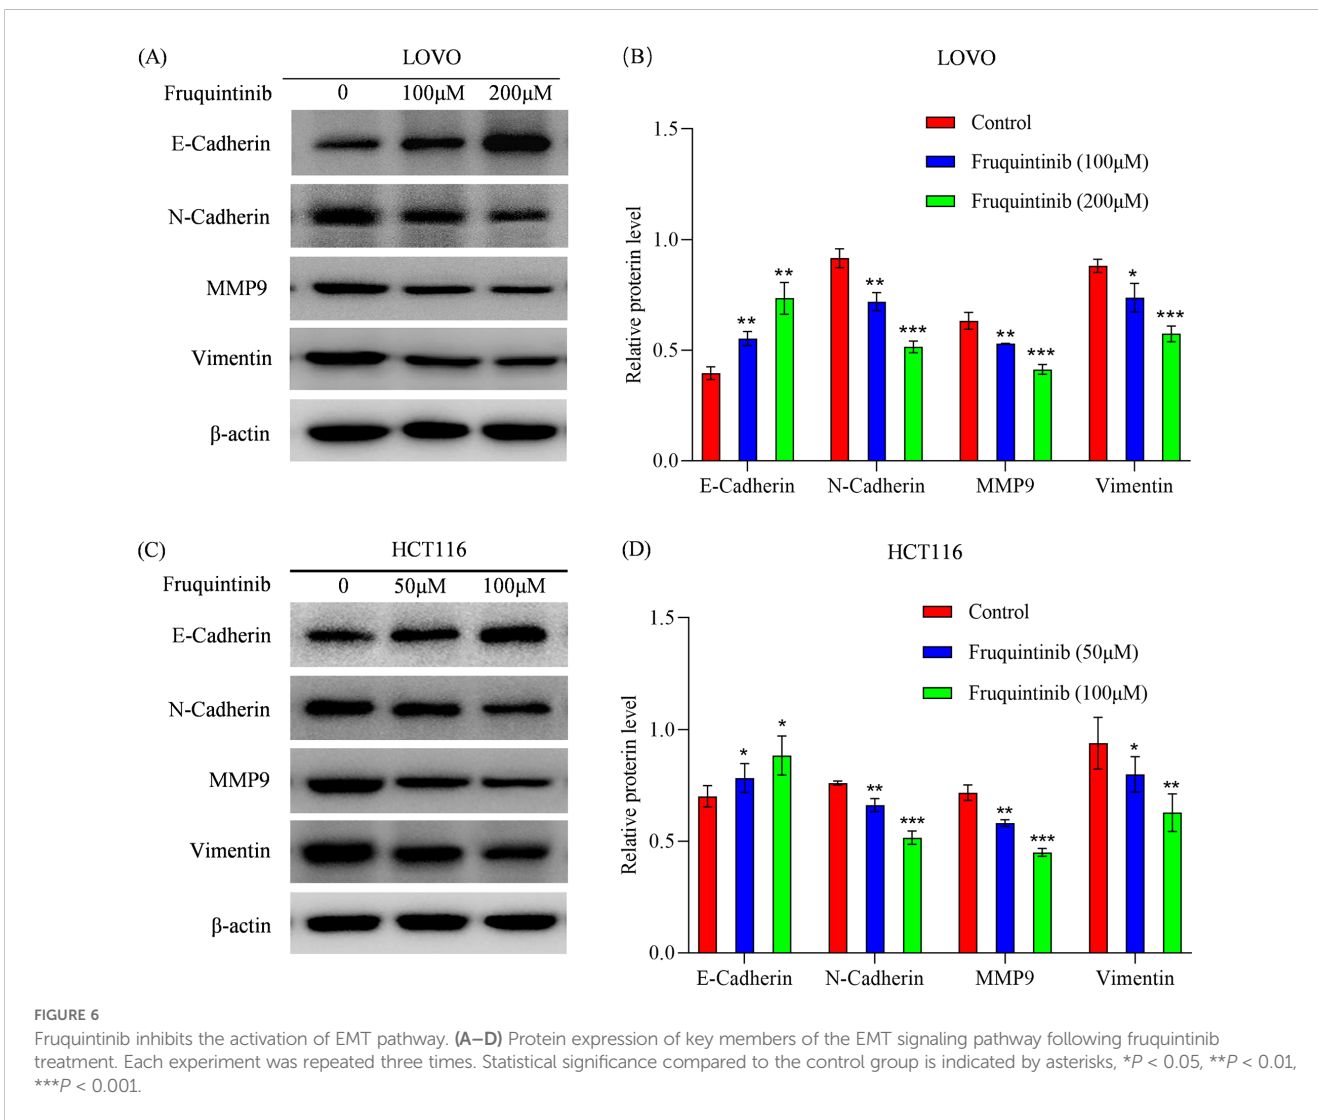 (A)
LOVO
Fruquintinib 0 100μM 200μM
E-Cadherin
N-Cadherin
MMP9
Vimentin
β-actin
(B)
LOVO
Control
Fruquintinib (100μM)
Fruquintinib (200μM)
Relative proterin level
1.5
1.0
0.5
0.0
** ** ** *** ** *** * ***
E-Cadherin N-Cadherin MMP9 Vimentin
(C)
HCT116
Fruquintinib 0 50μM 100μM
E-Cadherin
N-Cadherin
MMP9
Vimentin
β-actin
(D)
HCT116
Control
Fruquintinib (50μM)
Fruquintinib (100μM)
Relative proterin level
1.5
1.0
0.5
0.0
* * ** *** ** *** * **
E-Cadherin N-Cadherin MMP9 Vimentin
FIGURE 6
Fruquintinib inhibits the activation of EMT pathway. (A–D) Protein expression of key members of the EMT signaling pathway following fruquintinib
treatment. Each experiment was repeated three times. Statistical significance compared to the control group is indicated by asterisks, *P < 0.05, **P < 0.01,
***P < 0.001.